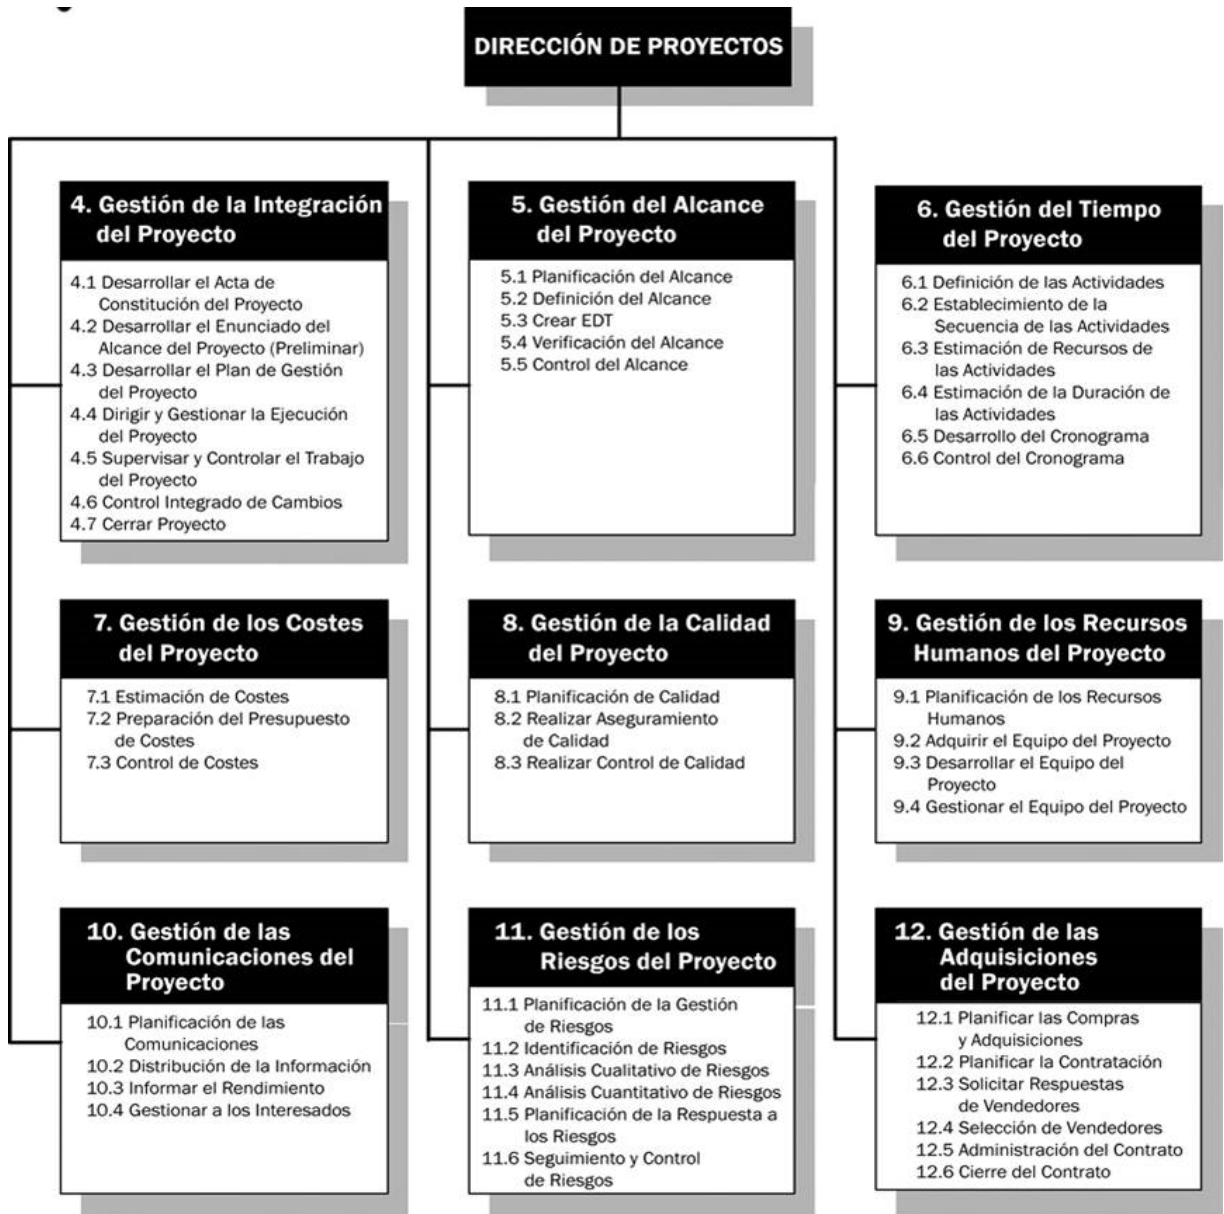 DIRECCIÓN DE PROYECTOS
4. Gestión de la Integración
del Proyecto
4.1 Desarrollar el Acta de
Constitución del Proyecto
4.2 Desarrollar el Enunciado del
Alcance del Proyecto (Preliminar)
4.3 Desarrollar el Plan de Gestión
del Proyecto
4.4 Dirigir y Gestionar la Ejecución
del Proyecto
4.5 Supervisar y Controlar el Trabajo
del Proyecto
4.6 Control Integrado de Cambios
4.7 Cerrar Proyecto
5. Gestión del Alcance
del Proyecto
5.1 Planificación del Alcance
5.2 Definición del Alcance
5.3 Crear EDT
5.4 Verificación del Alcance
5.5 Control del Alcance
6. Gestión del Tiempo
del Proyecto
6.1 Definición de las Actividades
6.2 Establecimiento de la
Secuencia de las Actividades
6.3 Estimación de Recursos de
las Actividades
6.4 Estimación de la Duración de
las Actividades
6.5 Desarrollo del Cronograma
6.6 Control del Cronograma
7. Gestión de los Costes
del Proyecto
7.1 Estimación de Costes
7.2 Preparación del Presupuesto
de Costes
7.3 Control de Costes
8. Gestión de la Calidad
del Proyecto
8.1 Planificación de Calidad
8.2 Realizar Aseguramiento
de Calidad
8.3 Realizar Control de Calidad
9. Gestión de los Recursos
Humanos del Proyecto
9.1 Planificación de los Recursos
Humanos
9.2 Adquirir el Equipo del Proyecto
9.3 Desarrollar el Equipo del
Proyecto
9.4 Gestionar el Equipo del Proyecto
10. Gestión de las
Comunicaciones del
Proyecto
10.1 Planificación de las
Comunicaciones
10.2 Distribución de la Información
10.3 Informar el Rendimiento
10.4 Gestionar a los Interesados
11. Gestión de los
Riesgos del Proyecto
11.1 Planificación de la Gestión
de Riesgos
11.2 Identificación de Riesgos
11.3 Análisis Cualitativo de Riesgos
11.4 Análisis Cuantitativo de Riesgos
11.5 Planificación de la Respuesta a
los Riesgos
11.6 Seguimiento y Control
de Riesgos
12. Gestión de las
Adquisiciones
del Proyecto
12.1 Planificar las Compras
y Adquisiciones
12.2 Planificar la Contratación
12.3 Solicitar Respuestas
de Vendedores
12.4 Selección de Vendedores
12.5 Administración del Contrato
12.6 Cierre del Contrato